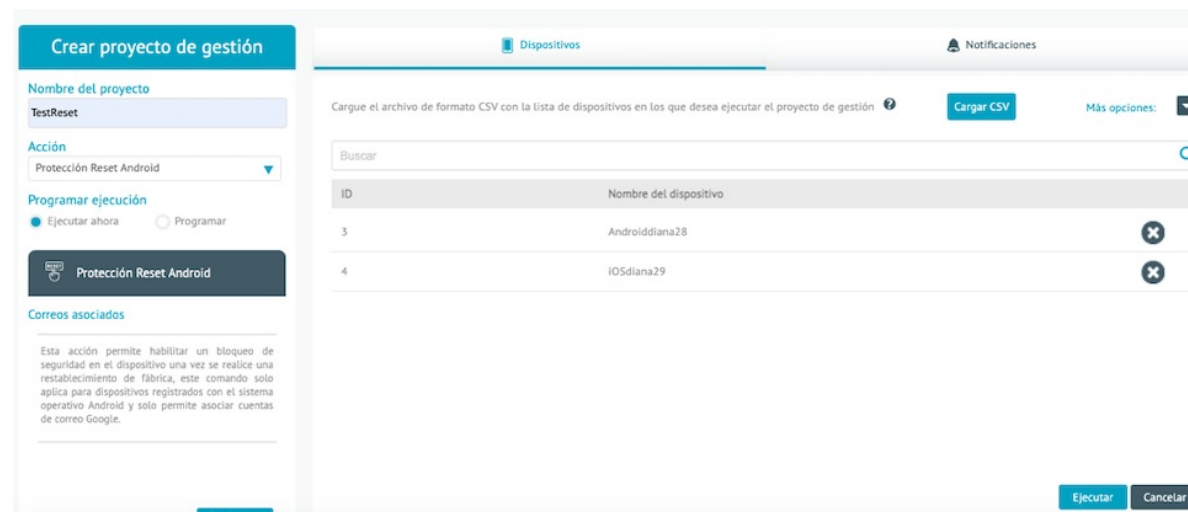 Crear proyecto de gestión
Nombre del proyecto
TestReset
Acción
Protección Reset Android
Programar ejecución
Ejecutar ahora Programar
RESET
Protección Reset Android
Correos asociados
Esta acción permite habilitar un bloqueo de
seguridad en el dispositivo una vez se realice una
restablecimiento de fábrica, este comando solo
aplica para dispositivos registrados con el sistema
operativo Android y solo permite asociar cuentas
de correo Google.
Dispositivos Notificaciones
Cargue el archivo de formato CSV con la lista de dispositivos en los que desea ejecutar el proyecto de gestión ? Cargar CSV Más opciones:
Buscar
ID Nombre del dispositivo
3 Androiddiana28
4 iOSdiana29
Ejecutar Cancelar